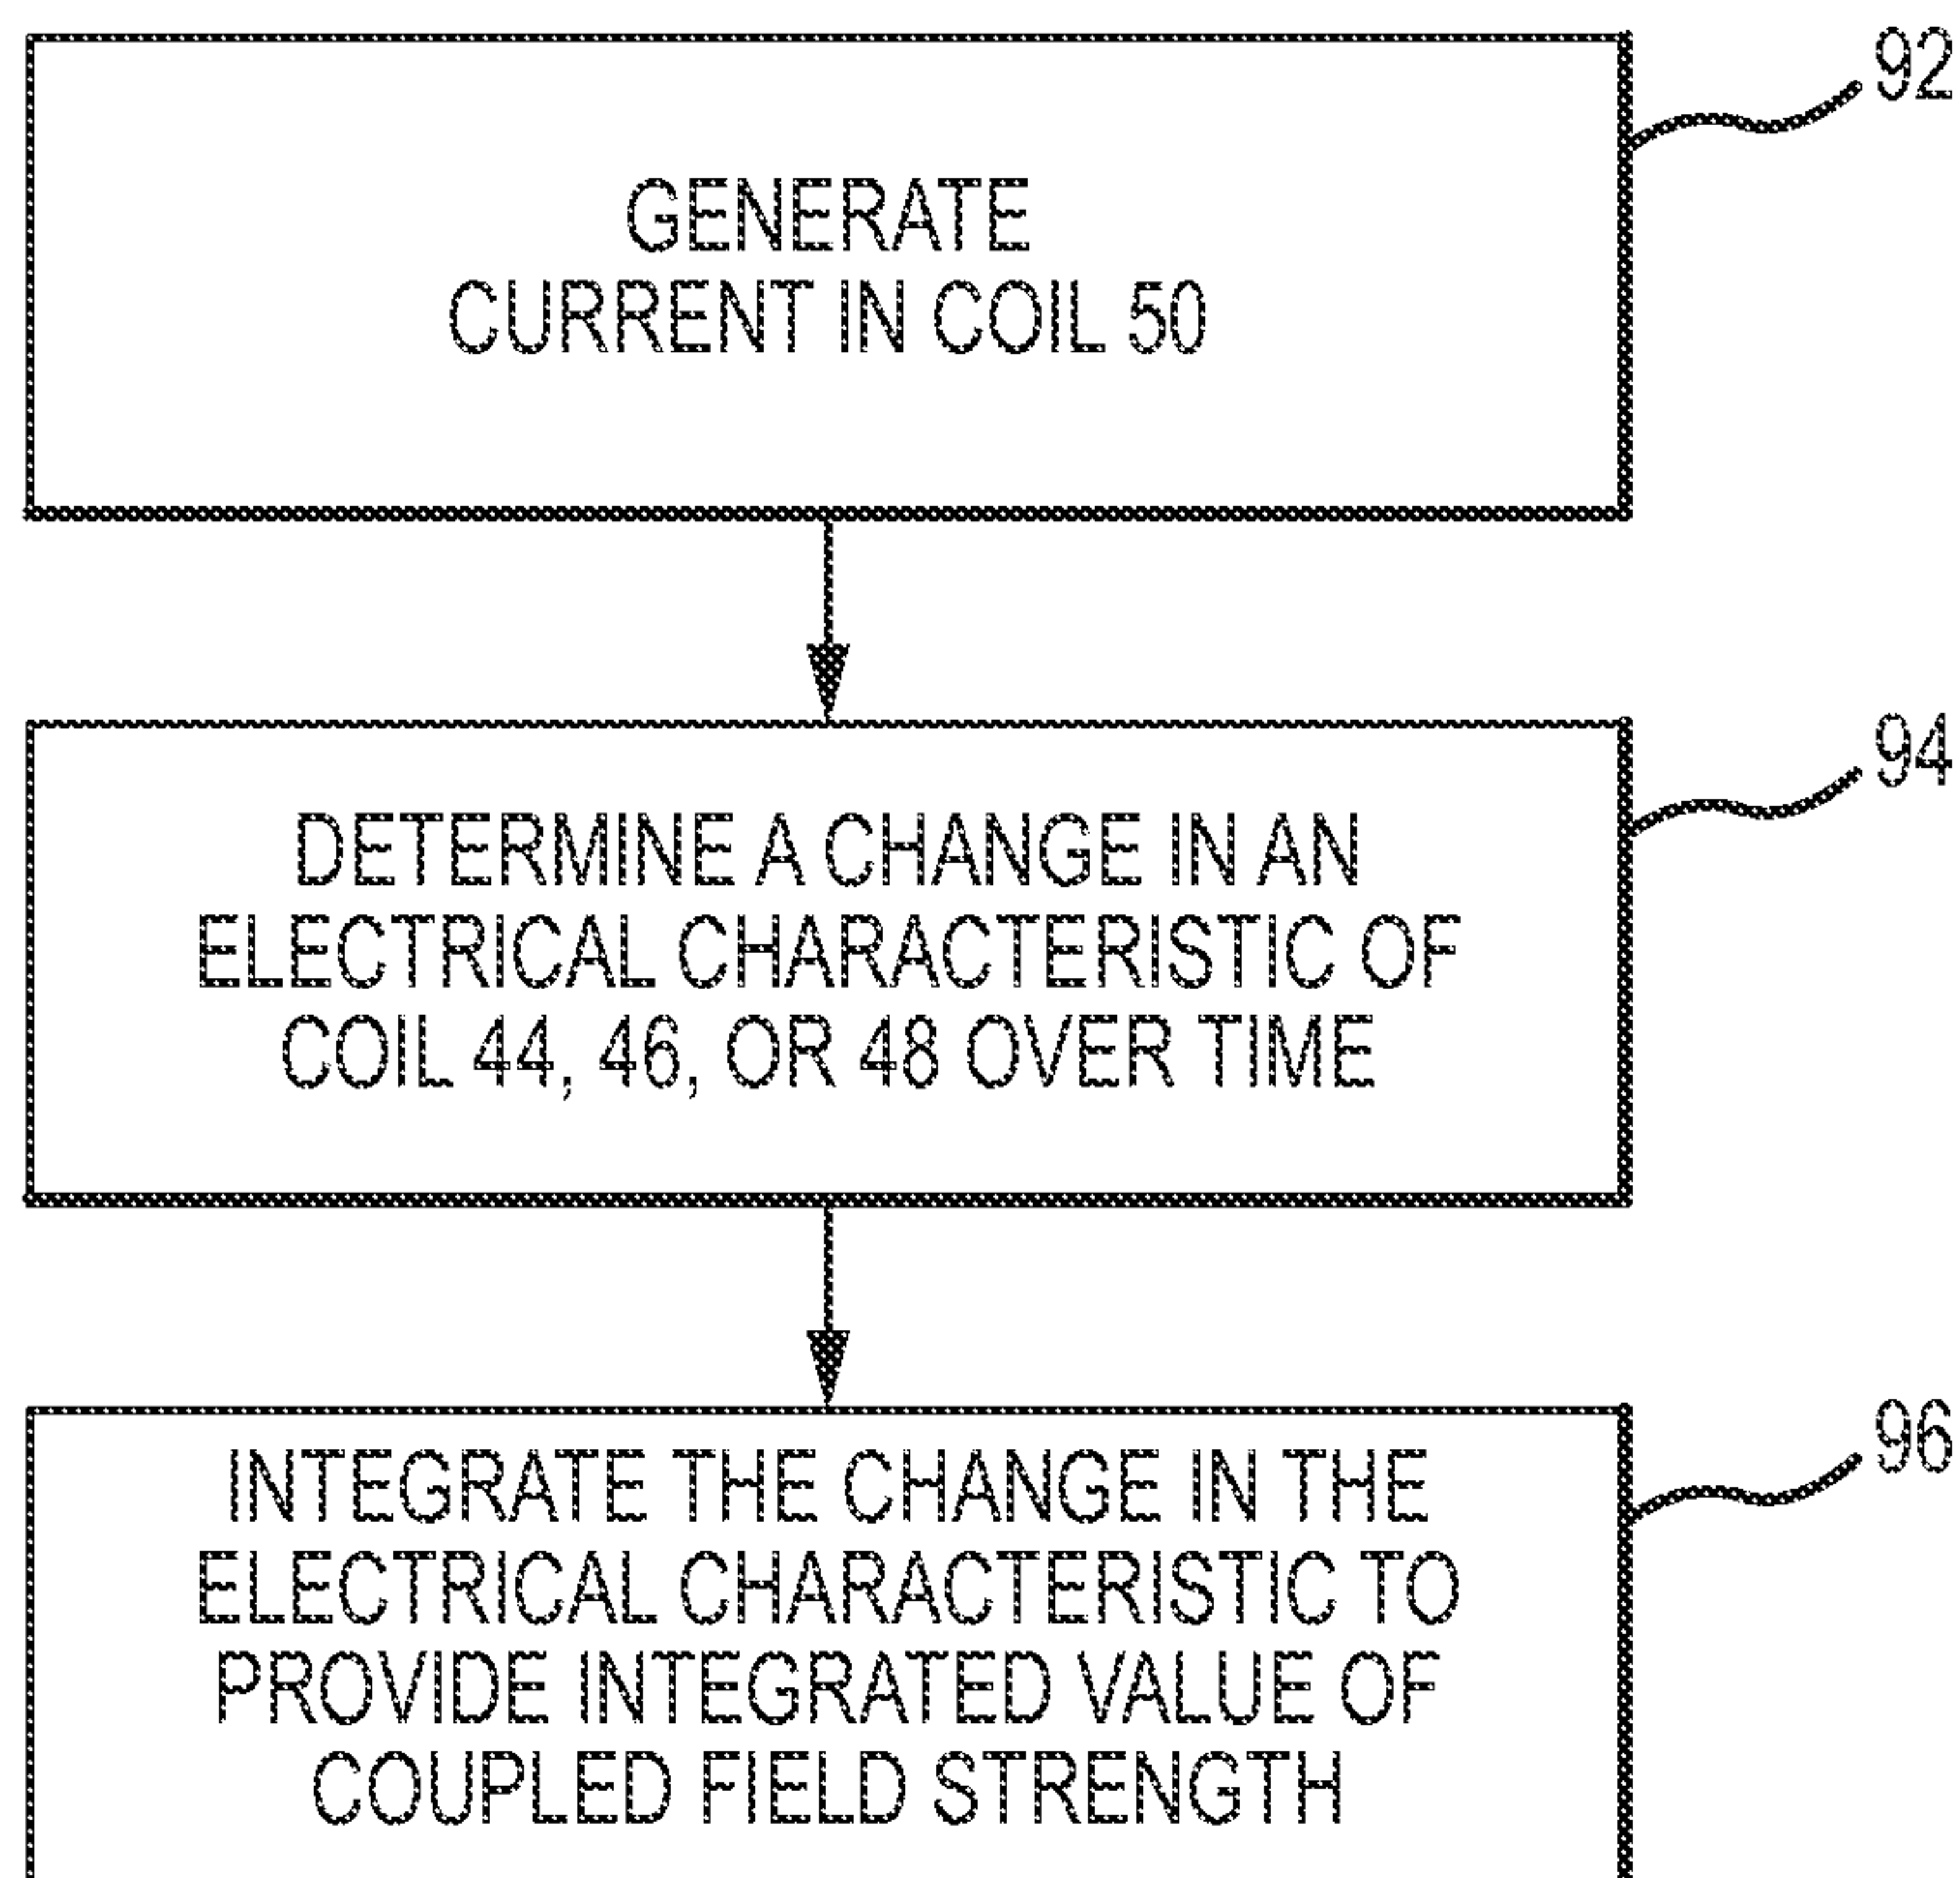 92
GENERATE
CURRENT IN COIL 50
94
DETERMINE A CHANGE IN AN
ELECTRICAL CHARACTERISTIC OF
COIL 44, 46, OR 48 OVER TIME
96
INTEGRATE THE CHANGE IN THE
ELECTRICAL CHARACTERISTIC TO
PROVIDE INTEGRATED VALUE OF
COUPLED FIELD STRENGTH